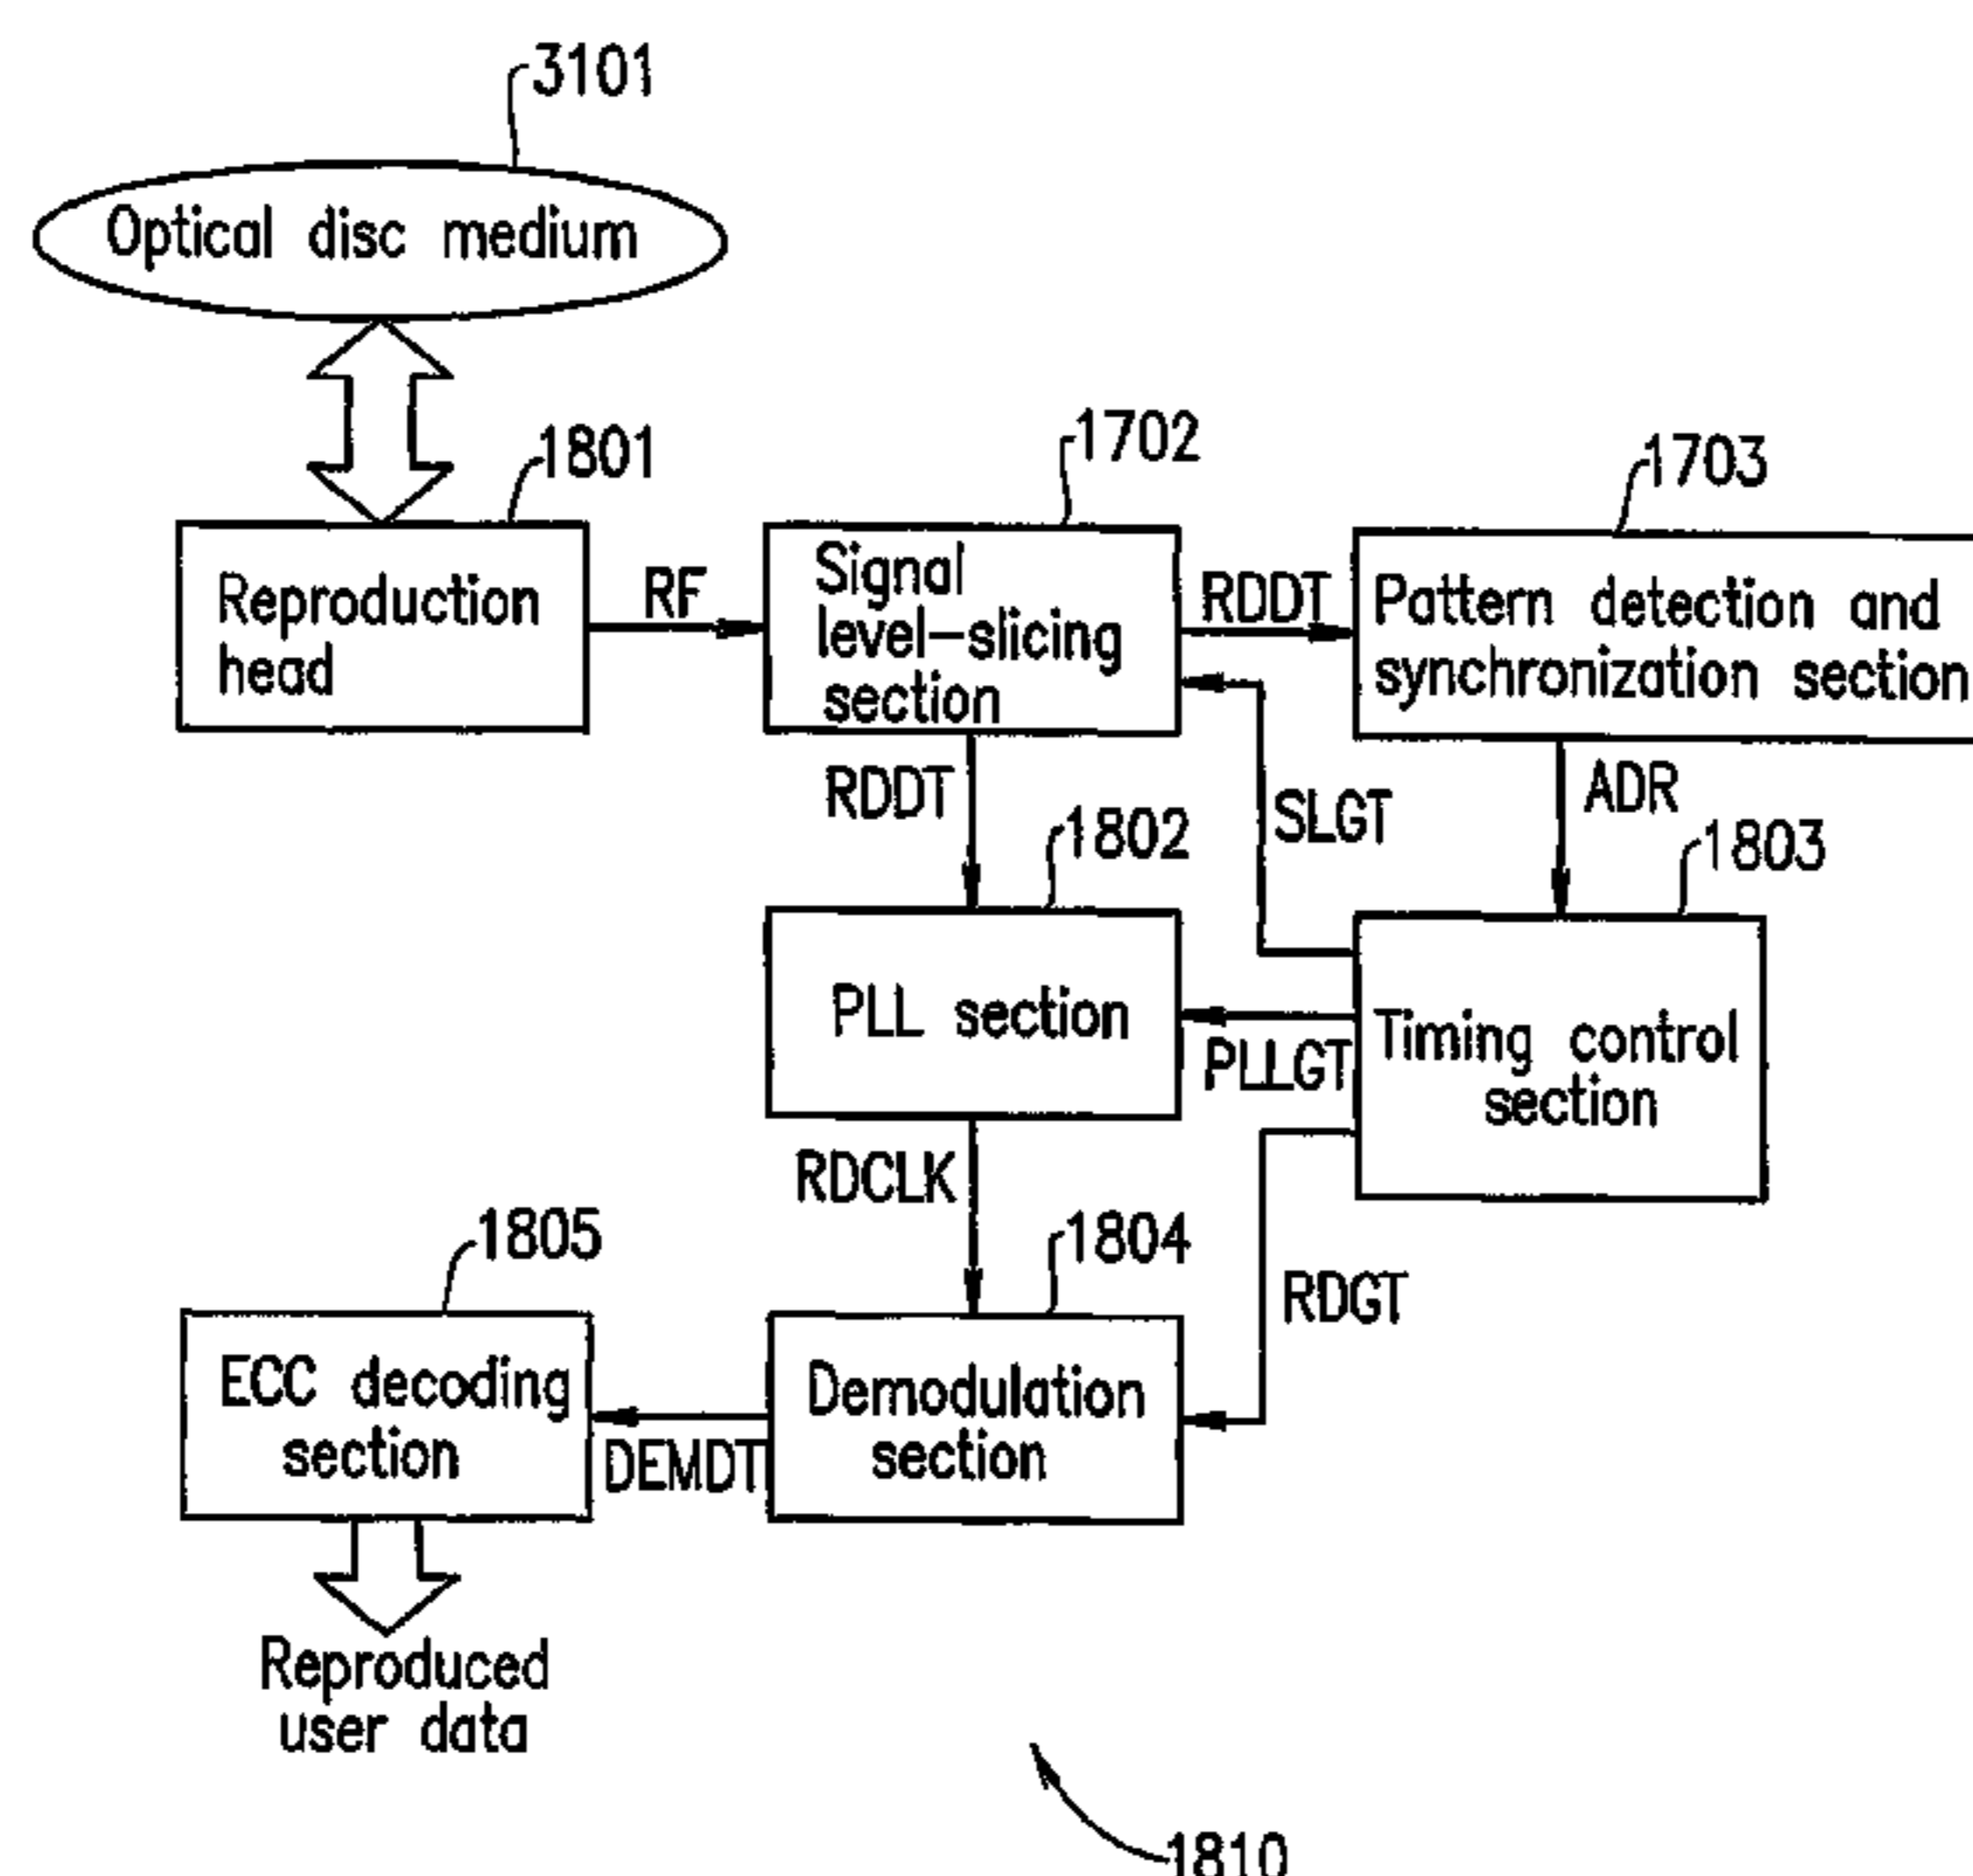 3101
Optical disc medium
1801
1702
1703
Reproduction
head
RF
Signal
level-slicing
section
RDDT
Pattern detection and
synchronization section
RDDT
SLGT
ADR
1802
1803
PLL section
PLLGT
Timing control
section
RDCLK
RDGT
1805
1804
ECC decoding
section
DEMDT
Demodulation
section
Reproduced
user data
1810